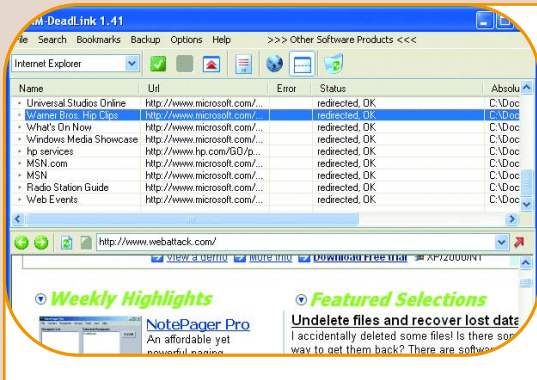 AM-DeadLink 1.41
File Search Bookmarks Backup Options Help >>> Other Software Products <<<
Internet Explorer
Name Url Error Status Absolu
Universal Studios Online http://www.microsoft.com/... redirected, OK C:\Doc
Warner Bros. Hip Clips http://www.microsoft.com/... redirected, OK C:\Doc
What's On Now http://www.microsoft.com/... redirected, OK C:\Doc
Windows Media Showcase http://www.microsoft.com/... redirected, OK C:\Doc
hp services http://www.hp.com/GO/p... redirected, OK C:\Doc
MSN.com http://www.microsoft.com/... redirected, OK C:\Doc
MSN http://www.microsoft.com/... redirected, OK C:\Doc
Radio Station Guide http://www.microsoft.com/... redirected, OK C:\Doc
Web Events http://www.microsoft.com/... redirected, OK C:\Doc
http://www.webattack.com/
View a demo More info Download Free trial XP/2000/NT
Weekly Highlights Featured Selections
NotePager Pro Undelete files and recover lost data
An affordable yet I accidentally deleted some files! Is there
powerful paging way to get them back? There are